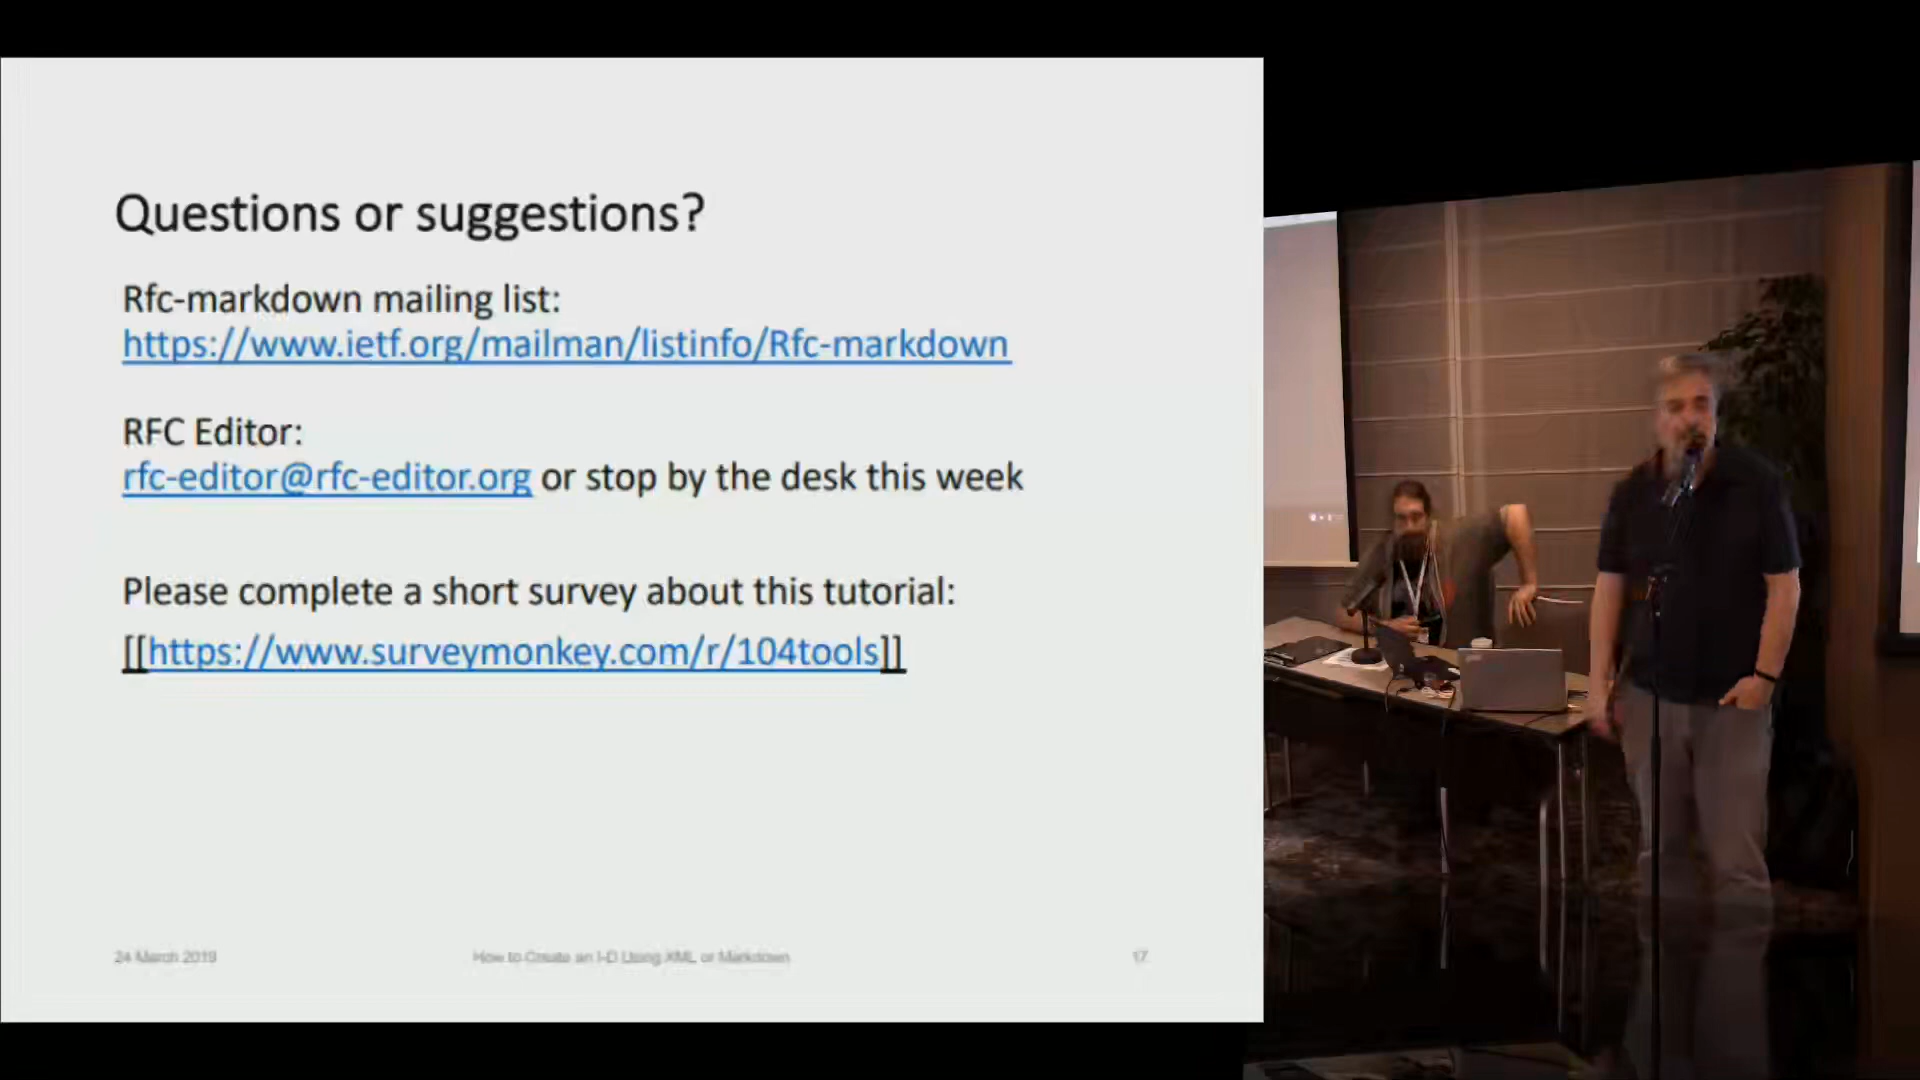 Questions or suggestions?
Rfc-markdown mailing list:
https://www.ietf.org/mailman/listinfo/Rfc-markdown
RFC Editor:
rfc-editor@rfc-editor.org or stop by the desk this week
Please complete a short survey about this tutorial:
[[https://www.surveymonkey.com/r/104tools]]
24 March 2019 How to Create an I-D Using XML or Markdown 17